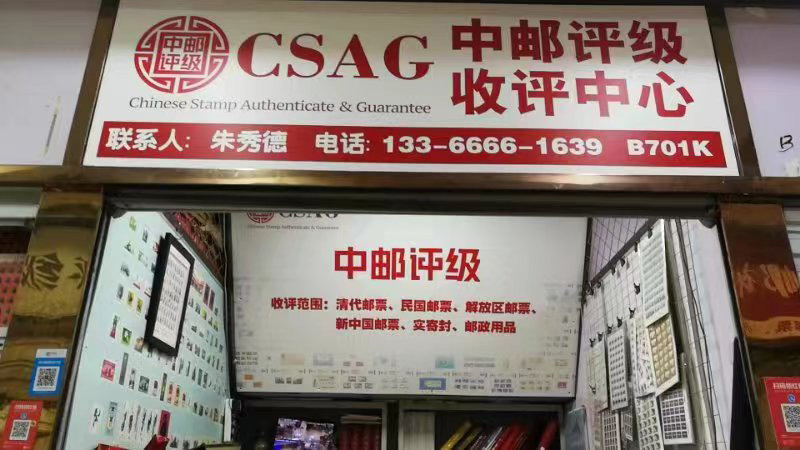 中邮
评级
CSAG
Chinese Stamp Authenticate & Guarantee
中邮评级
收评中心
联系人: 朱秀德 电话: 133-6666-1639 B701K
B
CSAG
Chinese Stamp Authenticate & Guarantee
中邮评级
收评范围：清代邮票、民国邮票、解放区邮票、
新中国邮票、实寄封、邮政用品